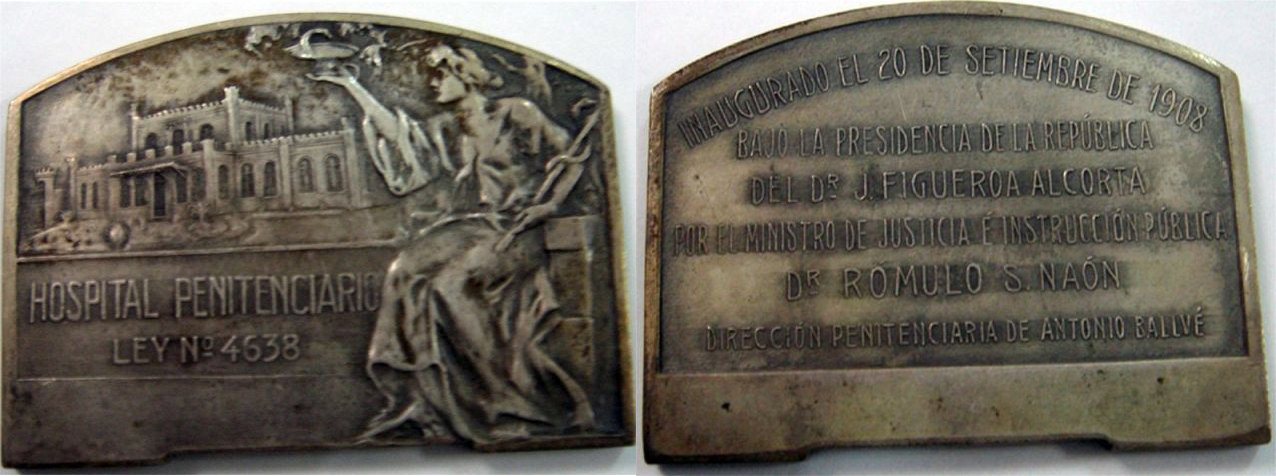 HOSPITAL PENITENCIARIO
LEY Nº 4638
INAUGURADO EL 20 DE SETIEMBRE DE 1908
BAJO LA PRESIDENCIA DE LA REPÚBLICA
DEL DR J. FIGUEROA ALCORTA
POR EL MINISTRO DE JUSTICIA É INSTRUCCIÓN PÚBLICA
DR RÓMULO S. NAÓN
DIRECCIÓN PENITENCIARIA DE ANTONIO BALLVÉ